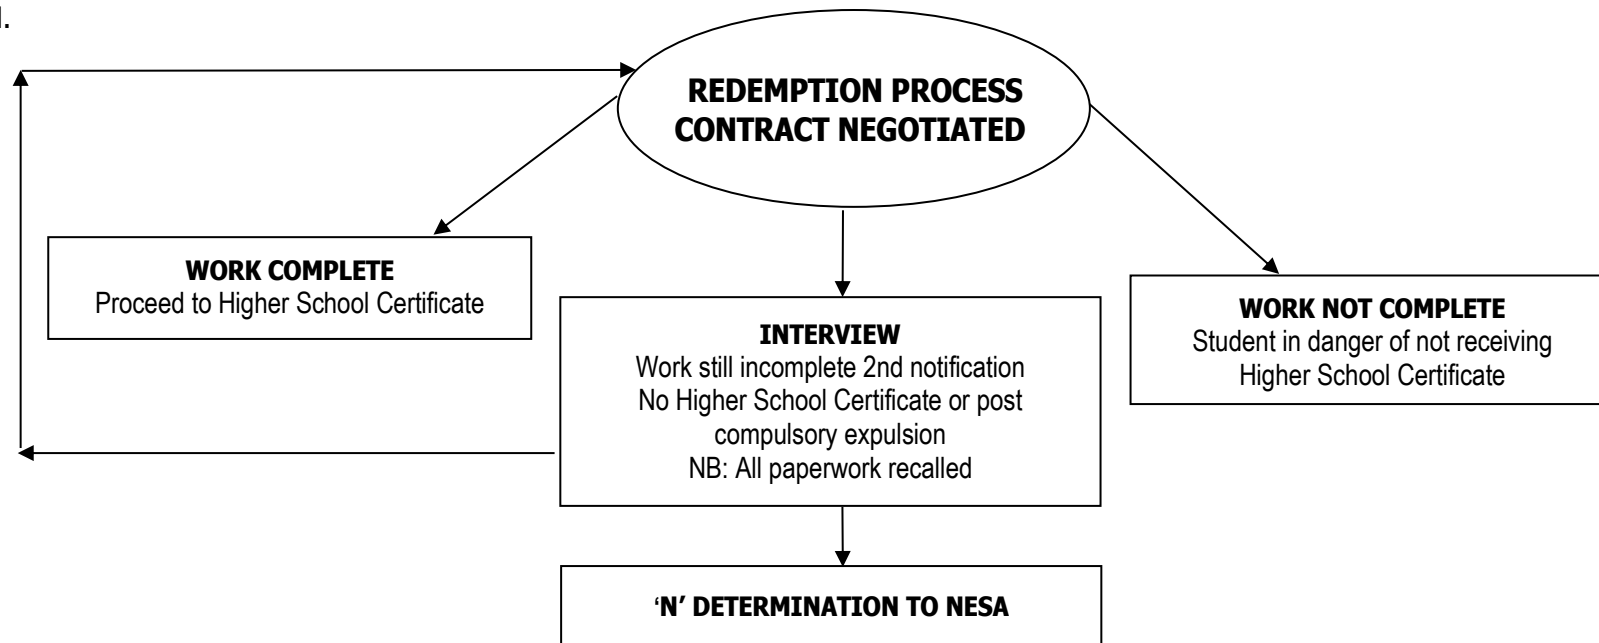 REDEMPTION PROCESS
CONTRACT NEGOTIATED
WORK COMPLETE
Proceed to Higher School Certificate
INTERVIEW
Work still incomplete 2nd notification
No Higher School Certificate or post
compulsory expulsion
NB: All paperwork recalled
WORK NOT COMPLETE
Student in danger of not receiving
Higher School Certificate
‘N’ DETERMINATION TO NESA